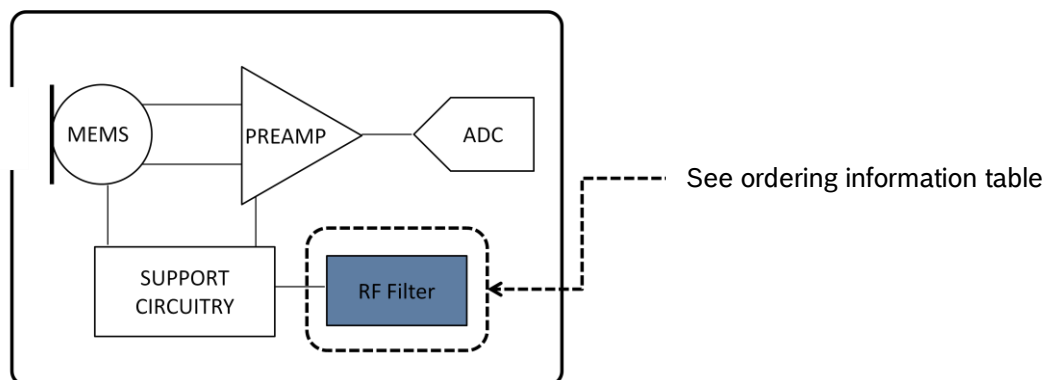 MEMS
PREAMP
ADC
See ordering information table
SUPPORT
CIRCUITRY
RF Filter